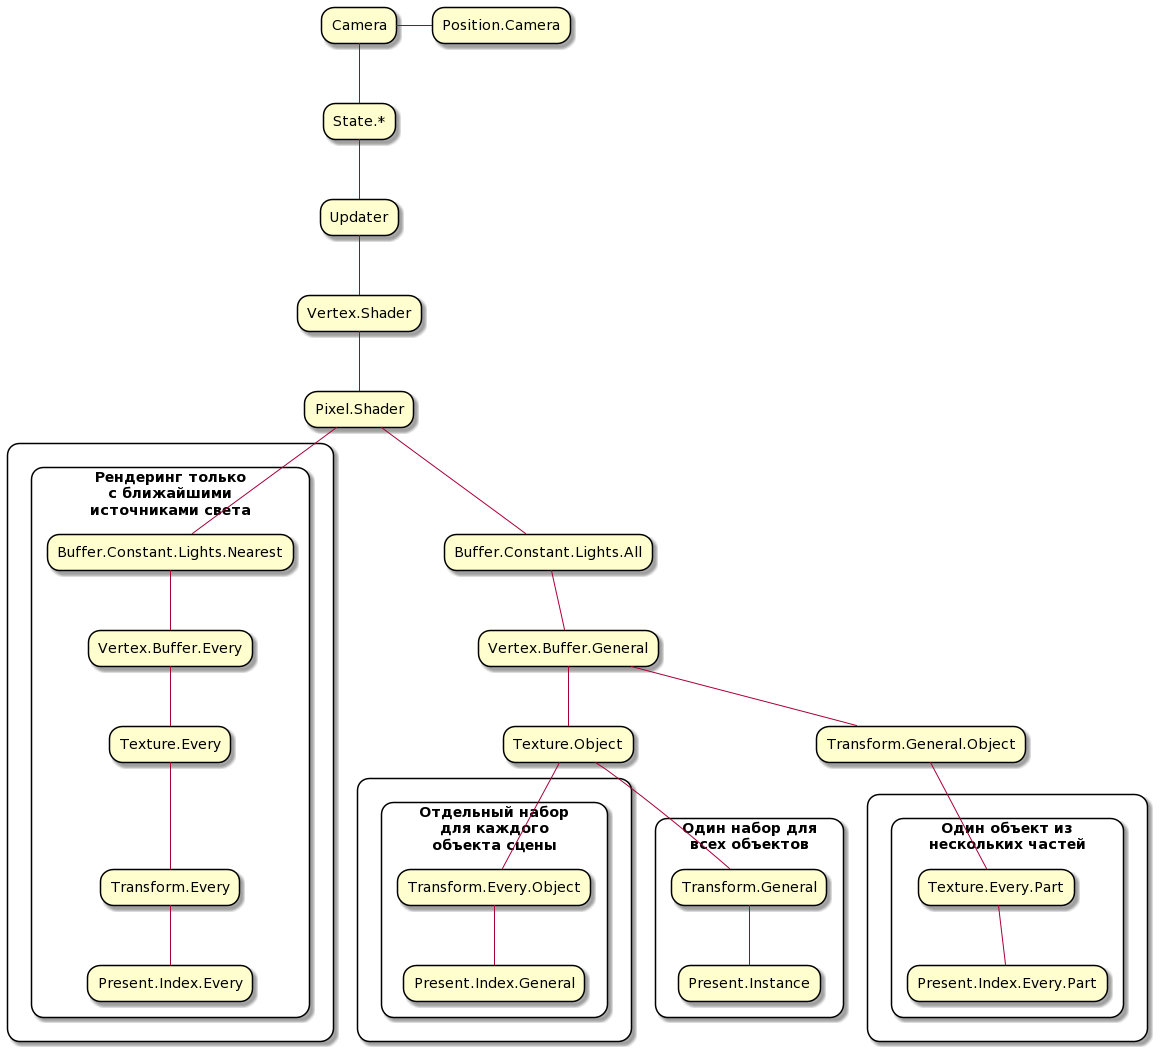 Camera
Position.Camera
State.*
Updater
Vertex.Shader
Pixel.Shader
Рендеринг только
с ближайшими
источниками света
Buffer.Constant.Lights.Nearest
Buffer.Constant.Lights.All
Vertex.Buffer.Every
Vertex.Buffer.General
Texture.Every
Texture.Object
Transform.General.Object
Отдельный набор
для каждого
объекта сцены
Один набор для
всех объектов
Один объект из
нескольких частей
Transform.Every
Transform.Every.Object
Transform.General
Texture.Every.Part
Present.Index.Every
Present.Index.General
Present.Instance
Present.Index.Every.Part